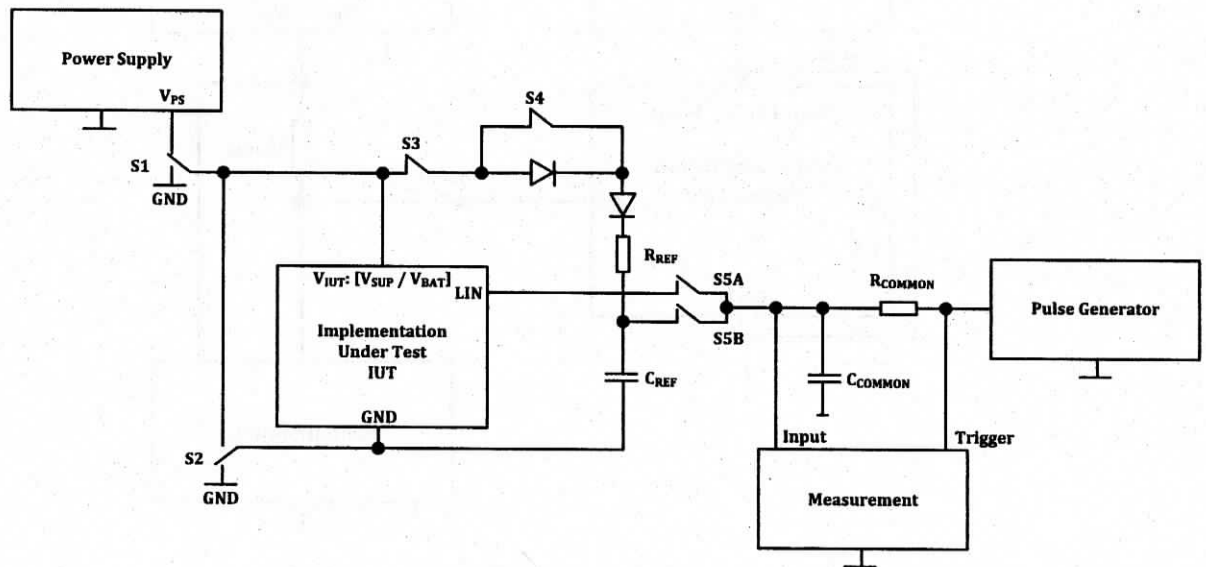 Power Supply
VPS
S1
GND
S3
S4
RREF
VIUT: [VSUP / VBAT]
LIN
Implementation
Under Test
IUT
GND
S5A
S5B
CREF
RCOMMON
Pulse Generator
CCOMMON
Input
Trigger
Measurement
S2
GND